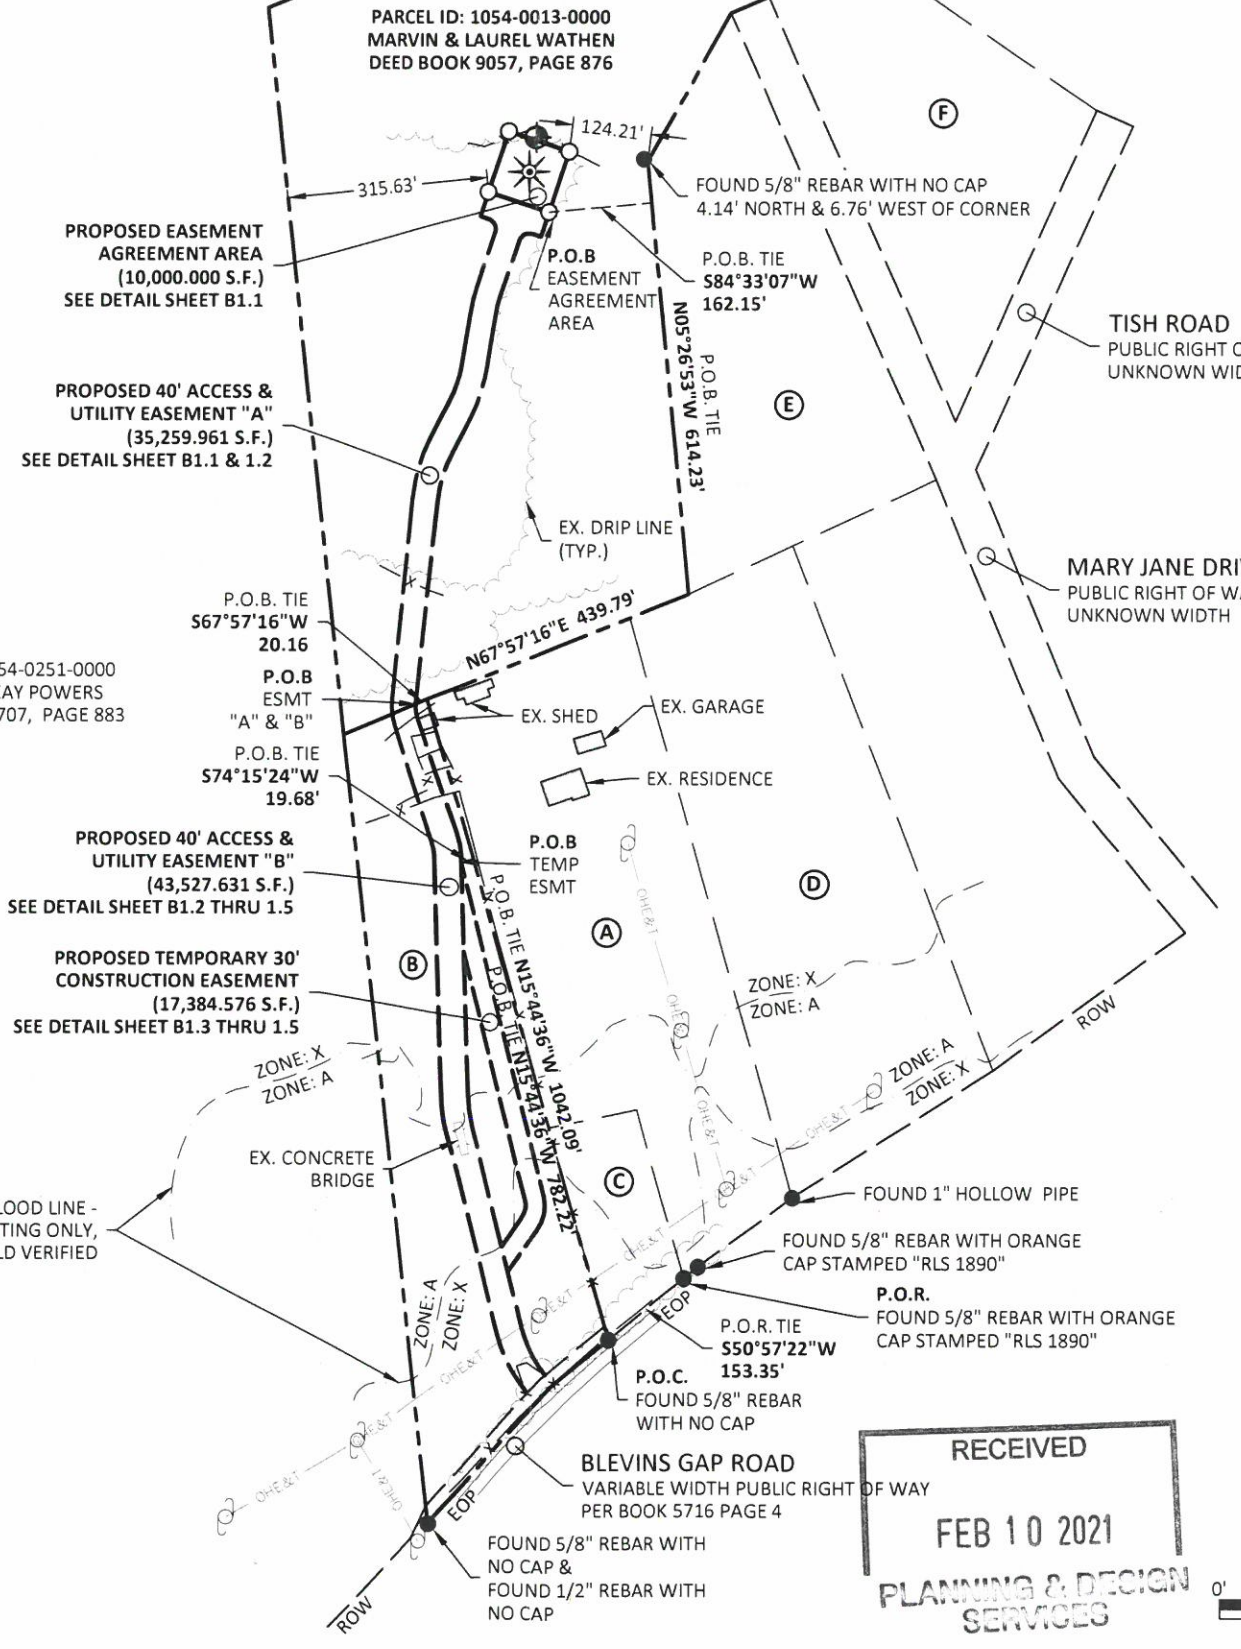 PARCEL ID: 1054-0013-0000
MARVIN & LAUREL WATHEN
DEED BOOK 9057, PAGE 876
F
124.21'
315.63'
FOUND 5/8" REBAR WITH NO CAP
4.14' NORTH & 6.76' WEST OF CORNER
PROPOSED EASEMENT
AGREEMENT AREA
(10,000.000 S.F.)
SEE DETAIL SHEET B1.1
P.O.B
EASEMENT
AGREEMENT
AREA
P.O.B. TIE
S84°33'07"W
162.15'
P.O.B. TIE
N05°26'53"W 614.23'
TISH ROAD
PUBLIC RIGHT O
UNKNOWN WID
PROPOSED 40' ACCESS &
UTILITY EASEMENT "A"
(35,259.961 S.F.)
SEE DETAIL SHEET B1.1 & 1.2
E
EX. DRIP LINE
(TYP.)
MARY JANE DRI
PUBLIC RIGHT OF WA
UNKNOWN WIDTH
P.O.B. TIE
S67°57'16"W
20.16
N67°57'16"E 439.79'
54-0251-0000
AY POWERS
707, PAGE 883
P.O.B
ESMT
"A" & "B"
EX. SHED
EX. GARAGE
EX. RESIDENCE
P.O.B. TIE
S74°15'24"W
19.68'
PROPOSED 40' ACCESS &
UTILITY EASEMENT "B"
(43,527.631 S.F.)
SEE DETAIL SHEET B1.2 THRU 1.5
P.O.B
TEMP
ESMT
OHE&T
D
A
B
PROPOSED TEMPORARY 30'
CONSTRUCTION EASEMENT
(17,384.576 S.F.)
SEE DETAIL SHEET B1.3 THRU 1.5
P.O.B. TIE N15°44'36"W 1042.09'
P.O.B. TIE N15°44'36"W 782.22'
ZONE: X
ZONE: A
OHE&T
ROW
ZONE: X
ZONE: A
ZONE: A
ZONE: X
OHE&T
OHE&T
EX. CONCRETE
BRIDGE
C
FOUND 1" HOLLOW PIPE
LOOD LINE -
TING ONLY,
LD VERIFIED
OHE&T
FOUND 5/8" REBAR WITH ORANGE
CAP STAMPED "RLS 1890"
P.O.R.
FOUND 5/8" REBAR WITH ORANGE
CAP STAMPED "RLS 1890"
ZONE: A
ZONE: X
OHE&T
EOP
P.O.R. TIE
S50°57'22"W
153.35'
OHE&T
P.O.C.
FOUND 5/8" REBAR
WITH NO CAP
OHE&T
OHE&T
OHE&T
BLEVINS GAP ROAD
VARIABLE WIDTH PUBLIC RIGHT OF WAY
PER BOOK 5716 PAGE 4
EOP
FOUND 5/8" REBAR WITH
NO CAP &
FOUND 1/2" REBAR WITH
NO CAP
ROW
RECEIVED
FEB 10 2021
PLANNING & DESIGN
SERVICES
0'